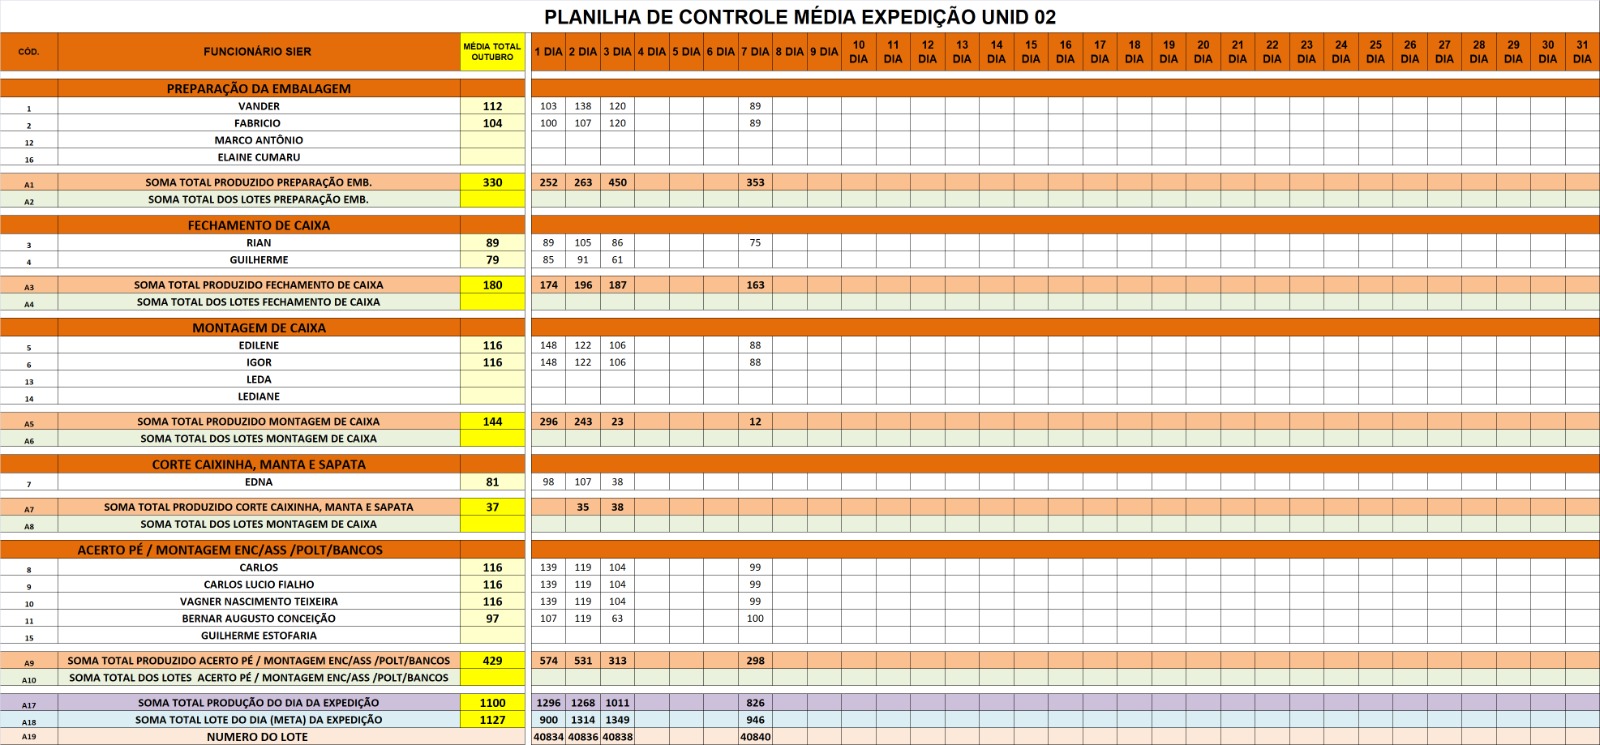 PLANILHA DE CONTROLE MÉDIA EXPEDIÇÃO UNID 02
CÓD. FUNCIONÁRIO SIER MÉDIA TOTAL OUTUBRO 1 DIA 2 DIA 3 DIA 4 DIA 5 DIA 6 DIA 7 DIA 8 DIA 9 DIA 10 DIA 11 DIA 12 DIA 13 DIA 14 DIA 15 DIA 16 DIA 17 DIA 18 DIA 19 DIA 20 DIA 21 DIA 22 DIA 23 DIA 24 DIA 25 DIA 26 DIA 27 DIA 28 DIA 29 DIA 30 DIA 31 DIA
PREPARAÇÃO DA EMBALAGEM
1 VANDER 112 103 138 120 89
2 FABRICIO 104 100 107 120 89
12 MARCO ANTÔNIO
16 ELAINE CUMARU
A1 SOMA TOTAL PRODUZIDO PREPARAÇÃO EMB. 330 252 263 450 353
A2 SOMA TOTAL DOS LOTES PREPARAÇÃO EMB.
FECHAMENTO DE CAIXA
3 RIAN 89 89 105 86 75
4 GUILHERME 79 85 91 61
A3 SOMA TOTAL PRODUZIDO FECHAMENTO DE CAIXA 180 174 196 187 163
A4 SOMA TOTAL DOS LOTES FECHAMENTO DE CAIXA
MONTAGEM DE CAIXA
5 EDILENE 116 148 122 106 88
6 IGOR 116 148 122 106 88
13 LEDA
14 LEDIANE
A5 SOMA TOTAL PRODUZIDO MONTAGEM DE CAIXA 144 296 243 23 12
A6 SOMA TOTAL DOS LOTES MONTAGEM DE CAIXA
CORTE CAIXINHA, MANTA E SAPATA
7 EDNA 81 98 107 38
A7 SOMA TOTAL PRODUZIDO CORTE CAIXINHA, MANTA E SAPATA 37 35 38
A8 SOMA TOTAL DOS LOTES MONTAGEM DE CAIXA
ACERTO PÉ / MONTAGEM ENC/ASS /POLT/BANCOS
8 CARLOS 116 139 119 104 99
9 CARLOS LUCIO FIALHO 116 139 119 104 99
10 VAGNER NASCIMENTO TEIXEIRA 116 139 119 104 99
11 BERNAR AUGUSTO CONCEIÇÃO 97 107 119 63 100
15 GUILHERME ESTOFARIA
A9 SOMA TOTAL PRODUZIDO ACERTO PÉ / MONTAGEM ENC/ASS /POLT/BANCOS 429 574 531 313 298
A10 SOMA TOTAL DOS LOTES ACERTO PÉ / MONTAGEM ENC/ASS /POLT/BANCOS
A17 SOMA TOTAL PRODUÇÃO DO DIA DA EXPEDIÇÃO 1100 1296 1268 1011 826
A18 SOMA TOTAL LOTE DO DIA (META) DA EXPEDIÇÃO 1127 900 1314 1349 946
A19 NUMERO DO LOTE 40834 40836 40838 40840